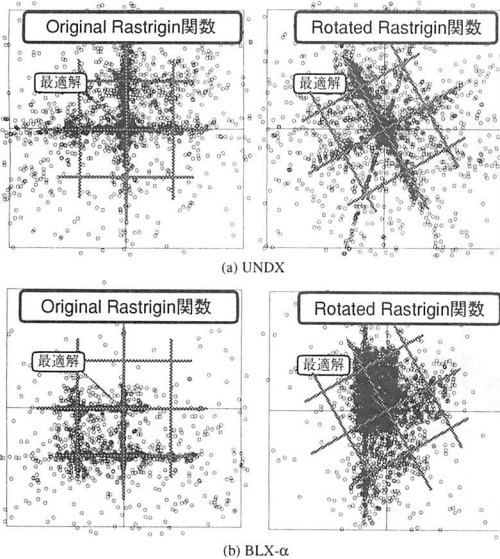 Original Rastrigin関数
Rotated Rastrigin関数
最適解
最適解
(a) UNDX
Original Rastrigin関数
Rotated Rastrigin関数
最適解
最適解
(b) BLX-α